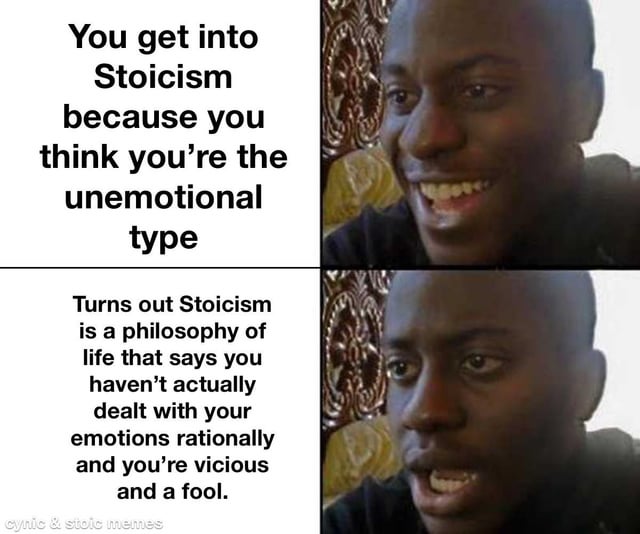 You get into
Stoicism
because you
think you’re the
unemotional
type
Turns out Stoicism
is a philosophy of
life that says you
haven’t actually
dealt with your
emotions rationally
and you’re vicious
and a fool.
cynic & stoic memes